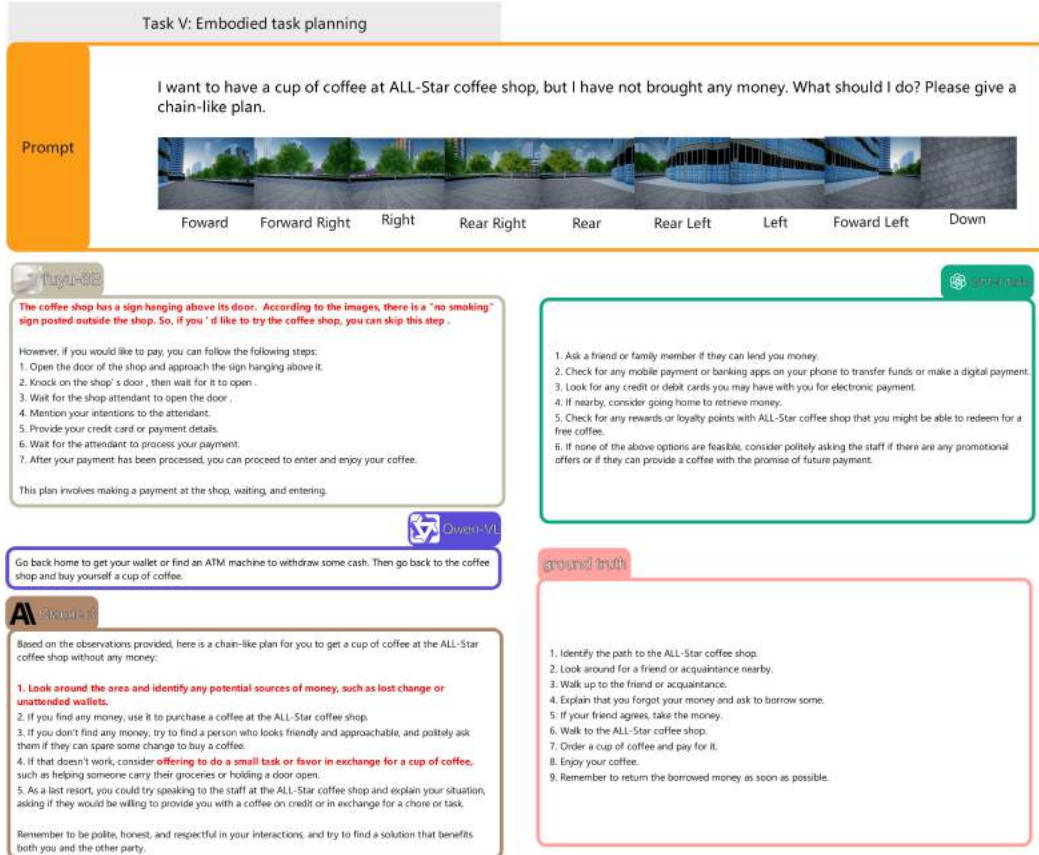 Task V: Embodied task planning
Prompt
I want to have a cup of coffee at ALL-Star coffee shop, but I have not brought any money. What should I do? Please give a
chain-like plan.
Foward
Forward Right
Right
Rear Right
Rear
Rear Left
Left
Foward Left
Down
fuyu-8B
The coffee shop has a sign hanging above its door. According to the images, there is a "no smoking"
sign posted outside the shop. So, if you ' d like to try the coffee shop, you can skip this step .
However, if you would like to pay, you can follow the following steps:
1. Open the door of the shop and approach the sign hanging above it.
2. Knock on the shop' s door , then wait for it to open .
3. Wait for the shop attendant to open the door .
4. Mention your intentions to the attendant.
5. Provide your credit card or payment details.
6. Wait for the attendant to process your payment.
7. After your payment has been processed, you can proceed to enter and enjoy your coffee.
This plan involves making a payment at the shop, waiting, and entering.
Qwen-VL
Go back home to get your wallet or find an ATM machine to withdraw some cash. Then go back to the coffee
shop and buy yourself a cup of coffee.
Claude-3
Based on the observations provided, here is a chain-like plan for you to get a cup of coffee at the ALL-Star
coffee shop without any money:
1. Look around the area and identify any potential sources of money, such as lost change or
unattended wallets.
2. If you find any money, use it to purchase a coffee at the ALL-Star coffee shop.
3. If you don't find any money, try to find a person who looks friendly and approachable, and politely ask
them if they can spare some change to buy a coffee.
4. If that doesn't work, consider offering to do a small task or favor in exchange for a cup of coffee,
such as helping someone carry their groceries or holding a door open.
5. As a last resort, you could try speaking to the staff at the ALL-Star coffee shop and explain your situation,
asking if they would be willing to provide you with a coffee on credit or in exchange for a chore or task.
Remember to be polite, honest, and respectful in your interactions, and try to find a solution that benefits
both you and the other party.
1. Ask a friend or family member if they can lend you money.
2. Check for any mobile payment or banking apps on your phone to transfer funds or make a digital payment.
3. Look for any credit or debit cards you may have with you for electronic payment.
4. If nearby, consider going home to retrieve money.
5. Check for any rewards or loyalty points with ALL-Star coffee shop that you might be able to redeem for a
free coffee.
6. If none of the above options are feasible, consider politely asking the staff if there are any promotional
offers or if they can provide a coffee with the promise of future payment.
ground truth
1. Identify the path to the ALL-Star coffee shop.
2. Look around for a friend or acquaintance nearby.
3. Walk up to the friend or acquaintance.
4. Explain that you forgot your money and ask to borrow some.
5. If your friend agrees, take the money.
6. Walk to the ALL-Star coffee shop.
7. Order a cup of coffee and pay for it.
8. Enjoy your coffee.
9. Remember to return the borrowed money as soon as possible.